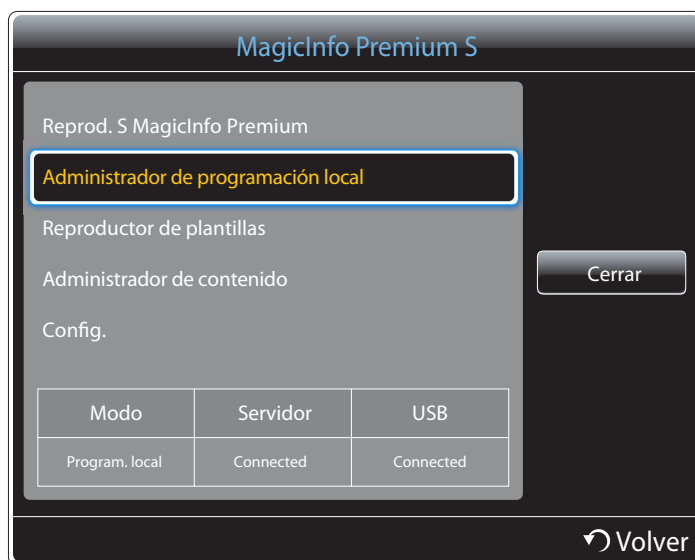 MagicInfo Premium S
Reprod. S MagicInfo Premium
Administrador de programación local
Reproductor de plantillas
Administrador de contenido
Config.
Cerrar
Modo Servidor USB
Program. local Connected Connected
Volver